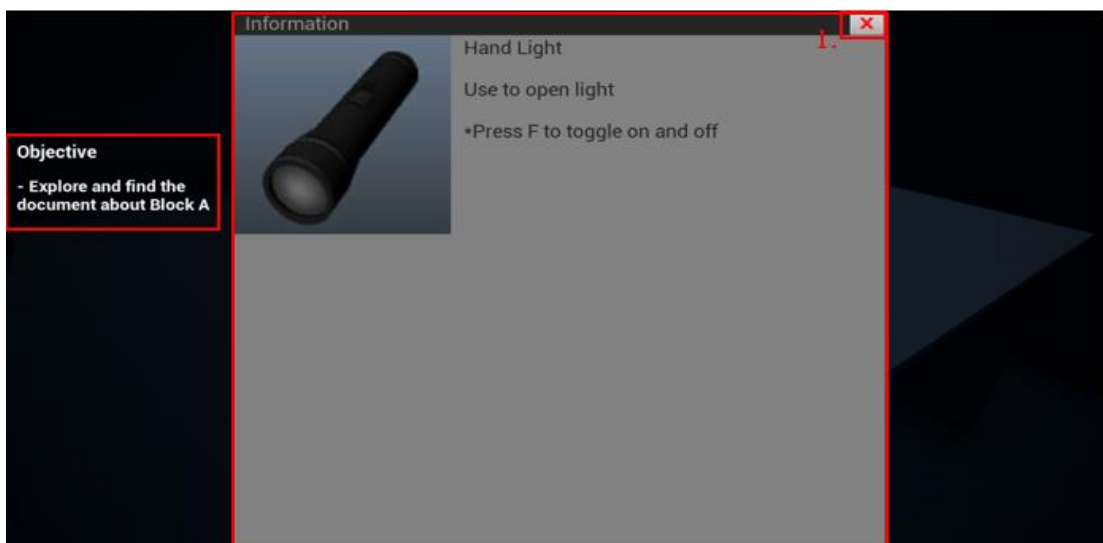 Information
X
1.
Hand Light
Use to open light
•Press F to toggle on and off
Objective
- Explore and find the
document about Block A